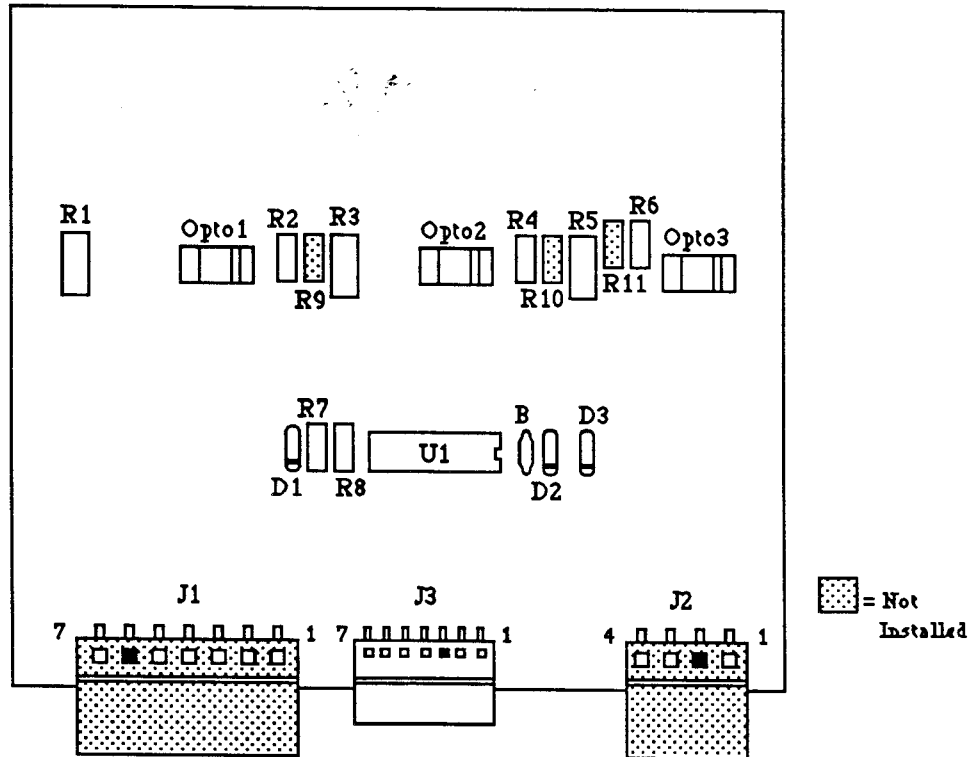 R1
Opto1
R2
R3
R9
Opto2
R4
R5
R6
R10
R11
Opto3
R7
B
D3
U1
D1
R8
D2
J1
J3
J2
7
1
7
1
4
1
= Not
Installed